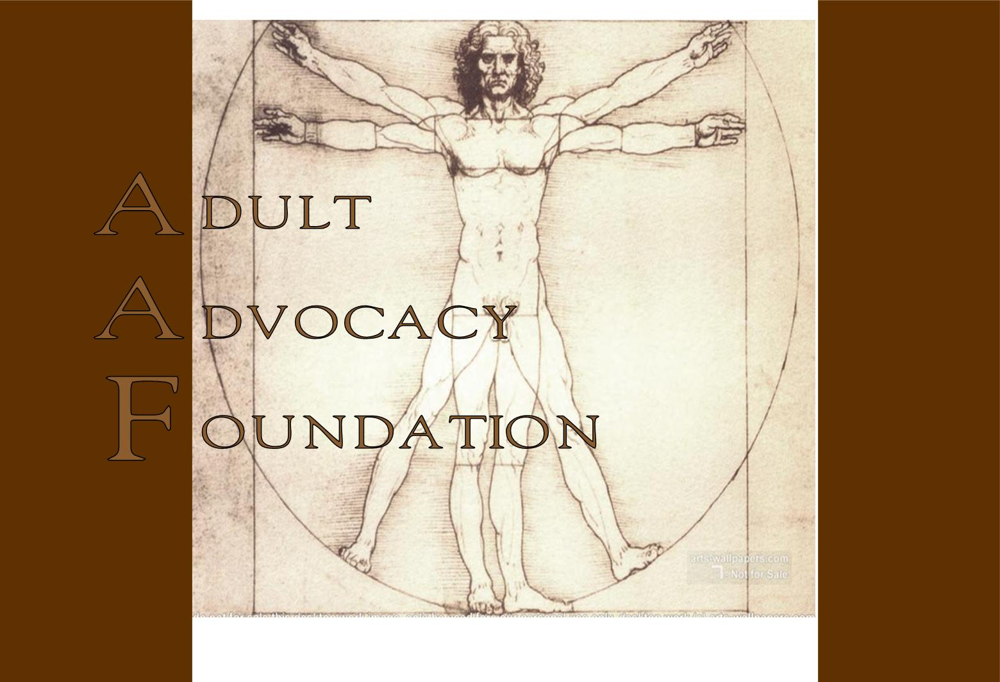 ADULT
ADVOCACY
FOUNDATION
arts-wallpapers.com
- Not for Sale